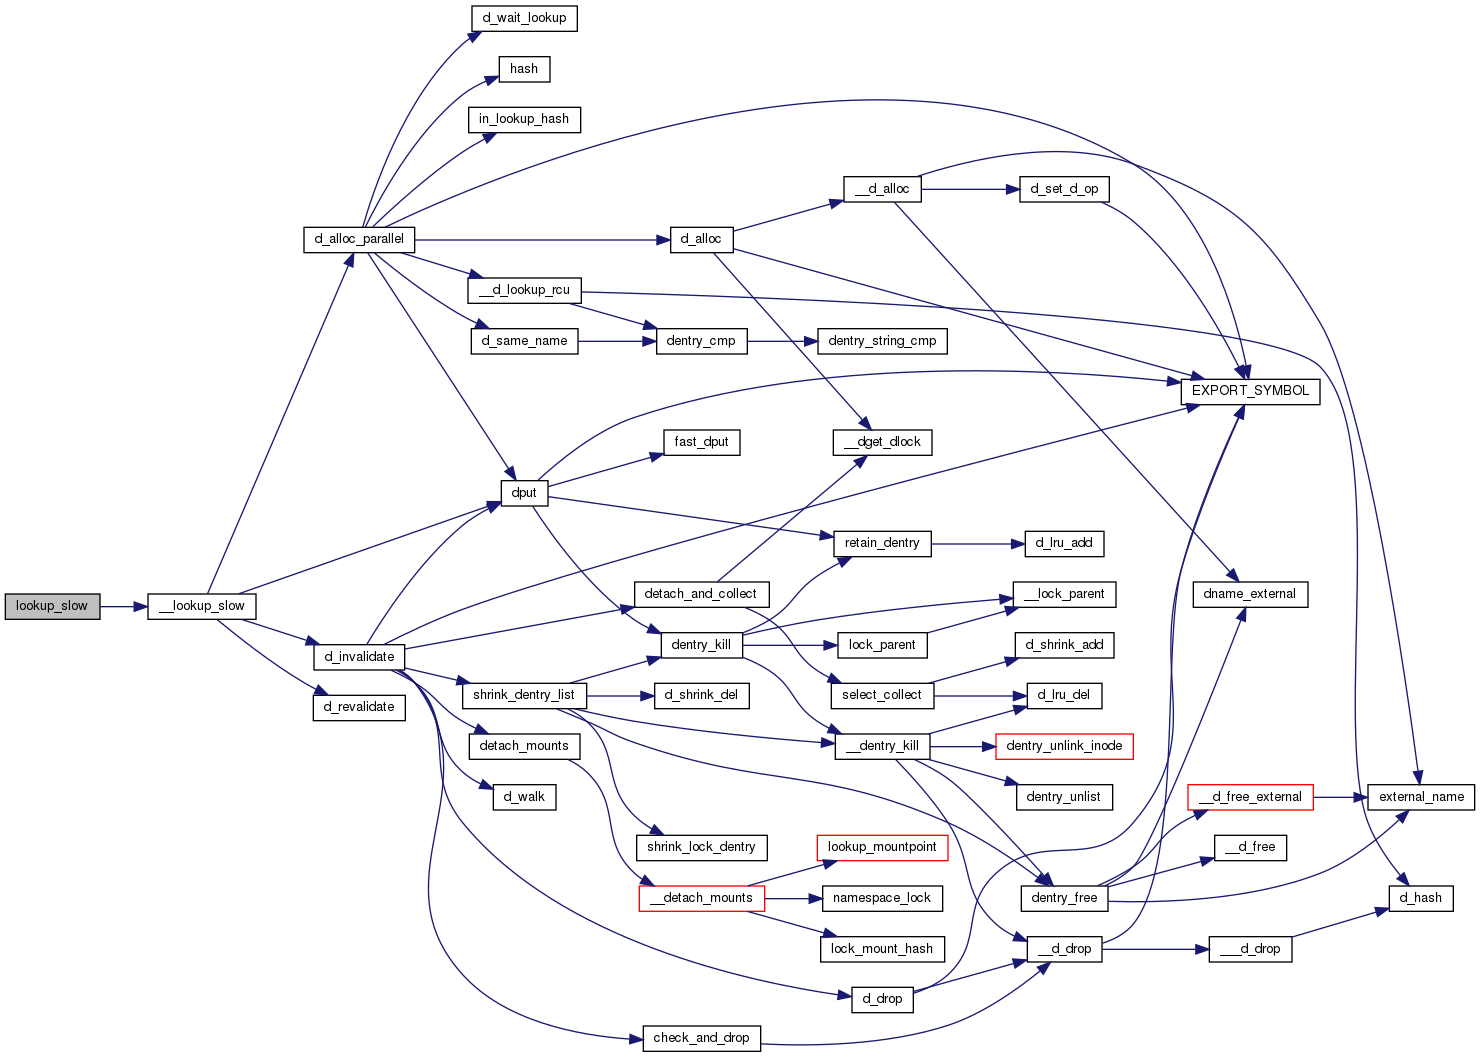 d_wait_lookup
hash
in_lookup_hash
__d_alloc
d_set_d_op
d_alloc_parallel
d_alloc
__d_lookup_rcu
d_same_name
dentry_cmp
dentry_string_cmp
EXPORT_SYMBOL
fast_dput
__dget_dlock
dput
retain_dentry
d_lru_add
lookup_slow
__lookup_slow
detach_and_collect
__lock_parent
dname_external
d_invalidate
dentry_kill
lock_parent
d_shrink_add
d_revalidate
shrink_dentry_list
d_shrink_del
select_collect
d_lru_del
detach_mounts
__dentry_kill
dentry_unlink_inode
d_walk
dentry_unlist
__d_free_external
external_name
shrink_lock_dentry
lookup_mountpoint
__d_free
__detach_mounts
namespace_lock
dentry_free
d_hash
lock_mount_hash
__d_drop
___d_drop
d_drop
check_and_drop